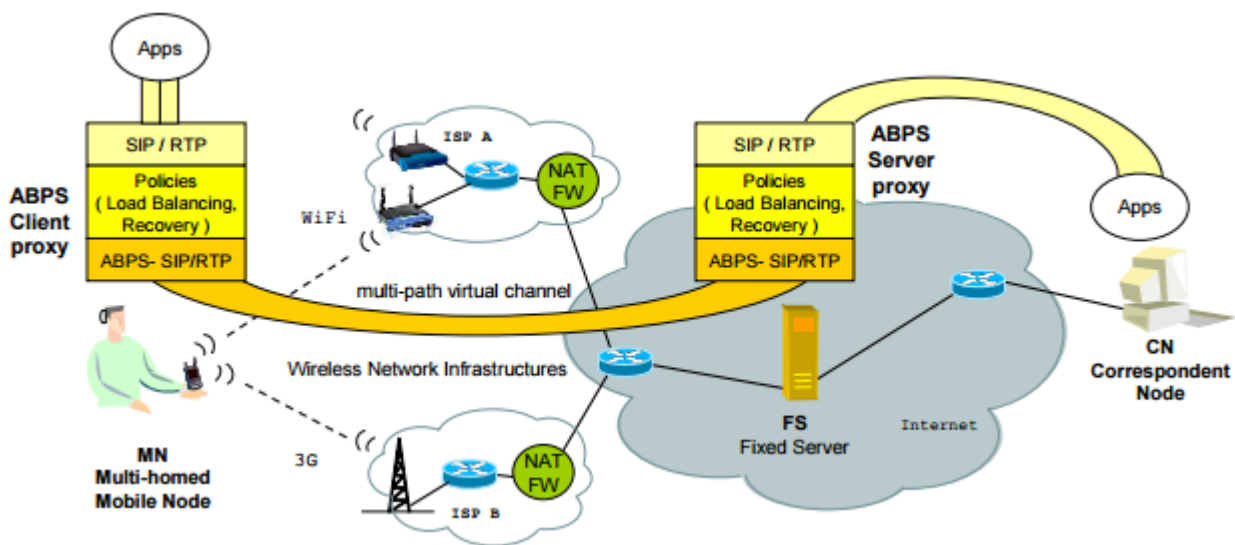 Apps
SIP / RTP
Policies
( Load Balancing,
Recovery )
ABPS- SIP/RTP
ABPS
Client
proxy
ISP A
NAT
FW
WiFi
multi-path virtual channel
Wireless Network Infrastructures
MN
Multi-homed
Mobile Node
3G
NAT
FW
ISP B
SIP / RTP
Policies
( Load Balancing,
Recovery )
ABPS- SIP/RTP
ABPS
Server
proxy
Apps
FS
Fixed Server
Internet
CN
Correspondent
Node